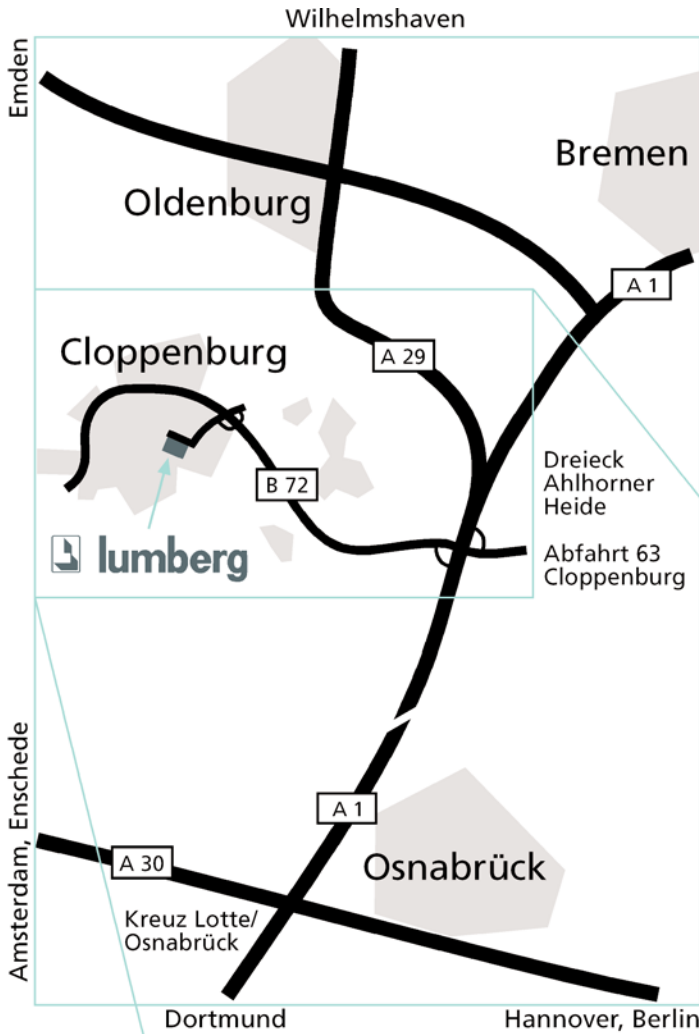 Wilhelmshaven
Emden
Bremen
Oldenburg
A 1
Cloppenburg
A 29
B 72
Dreieck
Ahlhorner
Heide
lumberg
Abfahrt 63
Cloppenburg
A 1
Amsterdam, Enschede
A 30
Osnabrück
Kreuz Lotte/
Osnabrück
Dortmund
Hannover, Berlin